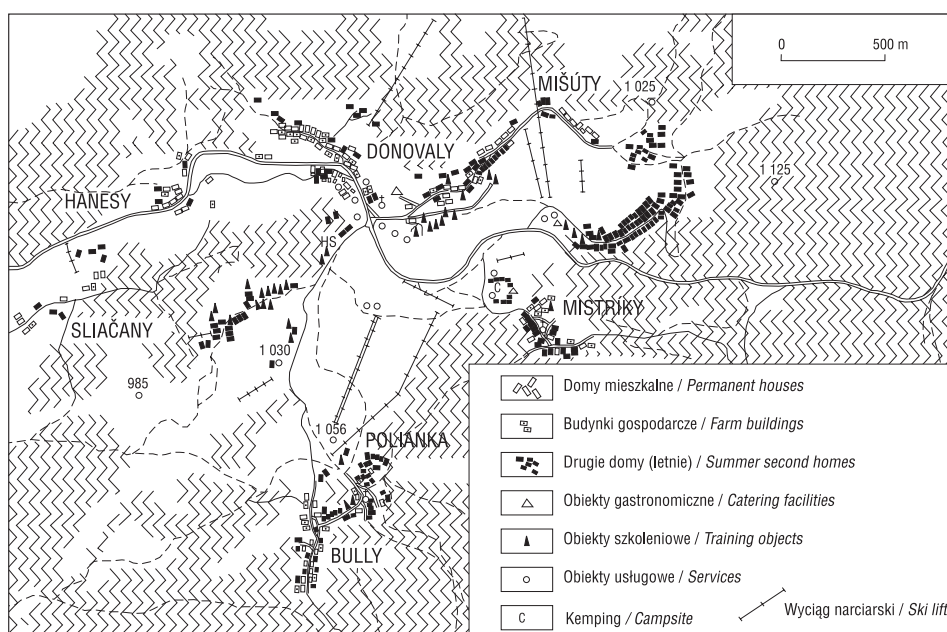 0 500 m
MIŠÚTY
1 025
DONOVALY
1 125
HANESY
HS
C
MISTRÍKY
SLIAČANY
1 030
985
1 056
POLIANKA
BULLY
Domy mieszkalne / Permanent houses
Budynki gospodarcze / Farm buildings
Drugie domy (letnie) / Summer second homes
Obiekty gastronomiczne / Catering facilities
Obiekty szkoleniowe / Training objects
Obiekty usługowe / Services
C Kemping / Campsite
Wyciąg narciarski / Ski lift